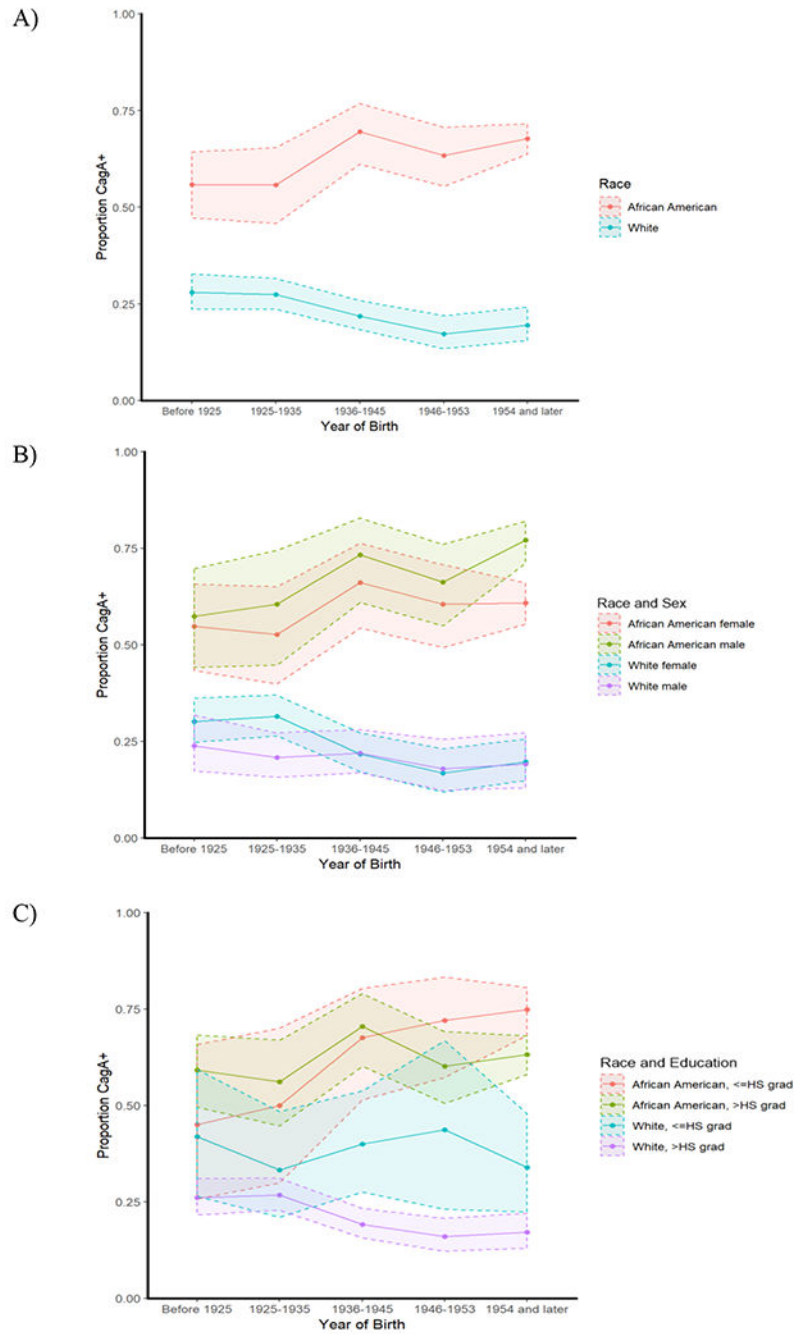 A)
1.00
0.75
0.50
0.25
0.00
Proportion CagA+
Before 1925
1925-1935
1936-1945
1946-1953
1954 and later
Year of Birth
Race
African American
White
B)
1.00
0.75
0.50
0.25
0.00
Proportion CagA+
Before 1925
1925-1935
1936-1945
1946-1953
1954 and later
Year of Birth
Race and Sex
African American female
African American male
White female
White male
C)
1.00
0.75
0.50
0.25
0.00
Proportion CagA+
Before 1925
1925-1935
1936-1945
1946-1953
1954 and later
Year of Birth
Race and Education
African American, <=HS grad
African American, >HS grad
White, <=HS grad
White, >HS grad